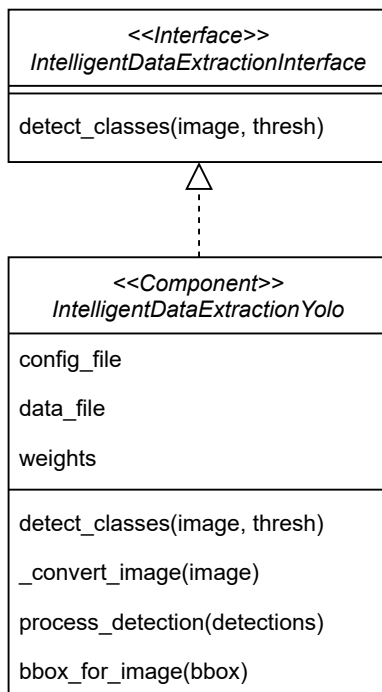 <<Interface>>
IntelligentDataExtractionInterface
detect_classes(image, thresh)
<<Component>>
IntelligentDataExtractionYolo
config_file
data_file
weights
detect_classes(image, thresh)
_convert_image(image)
process_detection(detections)
bbox_for_image(bbox)